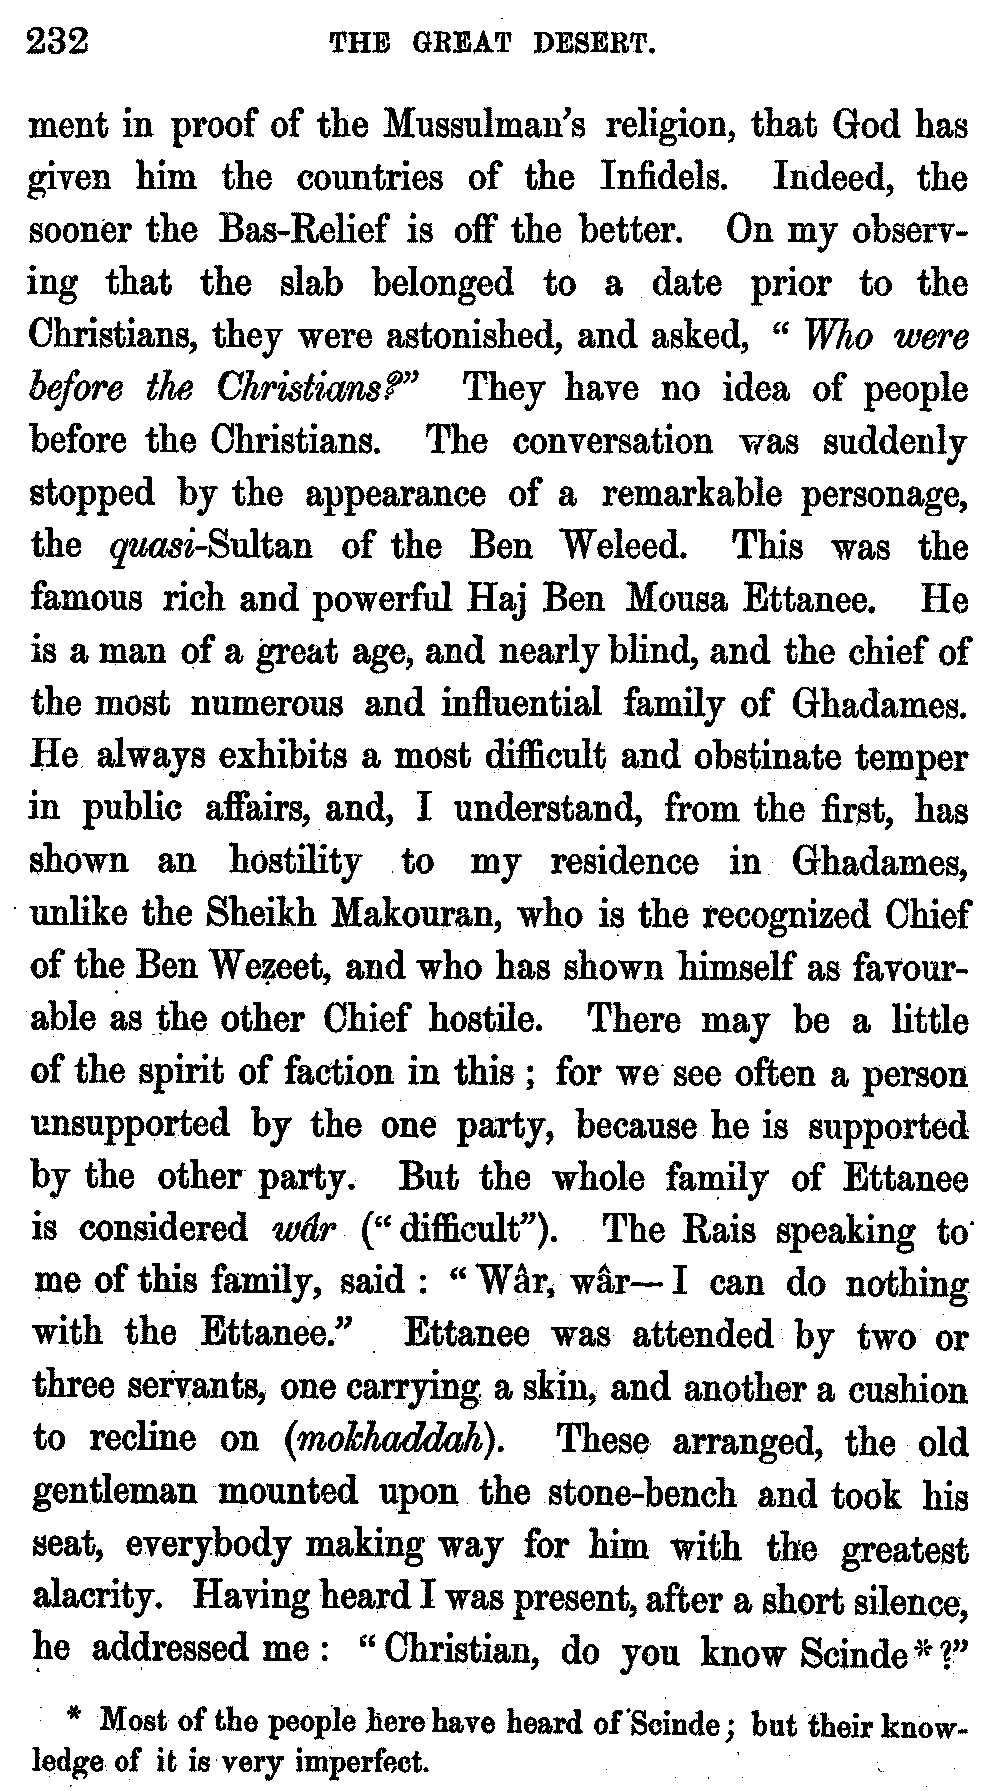 232 THE GREAT DESERT.
ment in proof of the Mussulman's religion, that God has
given him the countries of the Infidels. Indeed, the
sooner the Bas-Relief is off the better. On my observ-
ing that the slab belonged to a date prior to the
Christians, they were astonished, and asked, “Who were
before the Christians?” They have no idea of people
before the Christians. The conversation was suddenly
stopped by the appearance of a remarkable personage,
the quasi-Sultan of the Ben Weleed. This was the
famous rich and powerful Haj Ben Mousa Ettanee. He
is a man of a great age, and nearly blind, and the chief of
the most numerous and influential family of Ghadames.
He always exhibits a most difficult and obstinate temper
in public affairs, and, I understand, from the first, has
shown an hostility to my residence in Ghadames,
unlike the Sheikh Makouran, who is the recognized Chief
of the Ben Wezeet, and who has shown himself as favour-
able as the other Chief hostile. There may be a little
of the spirit of faction in this; for we see often a person
unsupported by the one party, because he is supported
by the other party. But the whole family of Ettanee
is considered wâr (“difficult”). The Rais speaking to
me of this family, said: “Wâr, wâr—I can do nothing
with the Ettanee.” Ettanee was attended by two or
three servants, one carrying a skin, and another a cushion
to recline on (mokhaddah). These arranged, the old
gentleman mounted upon the stone-bench and took his
seat, everybody making way for him with the greatest
alacrity. Having heard I was present, after a short silence,
he addressed me: “Christian, do you know Scinde*?”
* Most of the people here have heard of Scinde; but their know-
ledge of it is very imperfect.